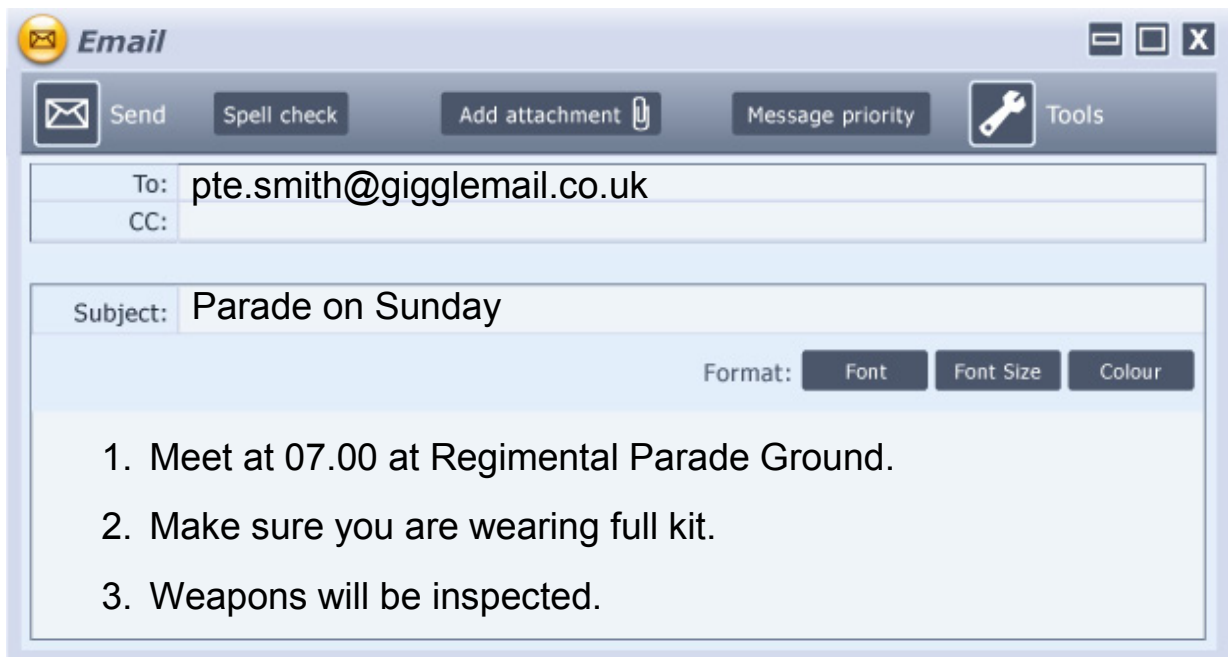 Email
Send Spell check Add attachment Message priority Tools
To: pte.smith@gigglemail.co.uk
CC:
Subject: Parade on Sunday
Format: Font Font Size Colour
1. Meet at 07.00 at Regimental Parade Ground.
2. Make sure you are wearing full kit.
3. Weapons will be inspected.